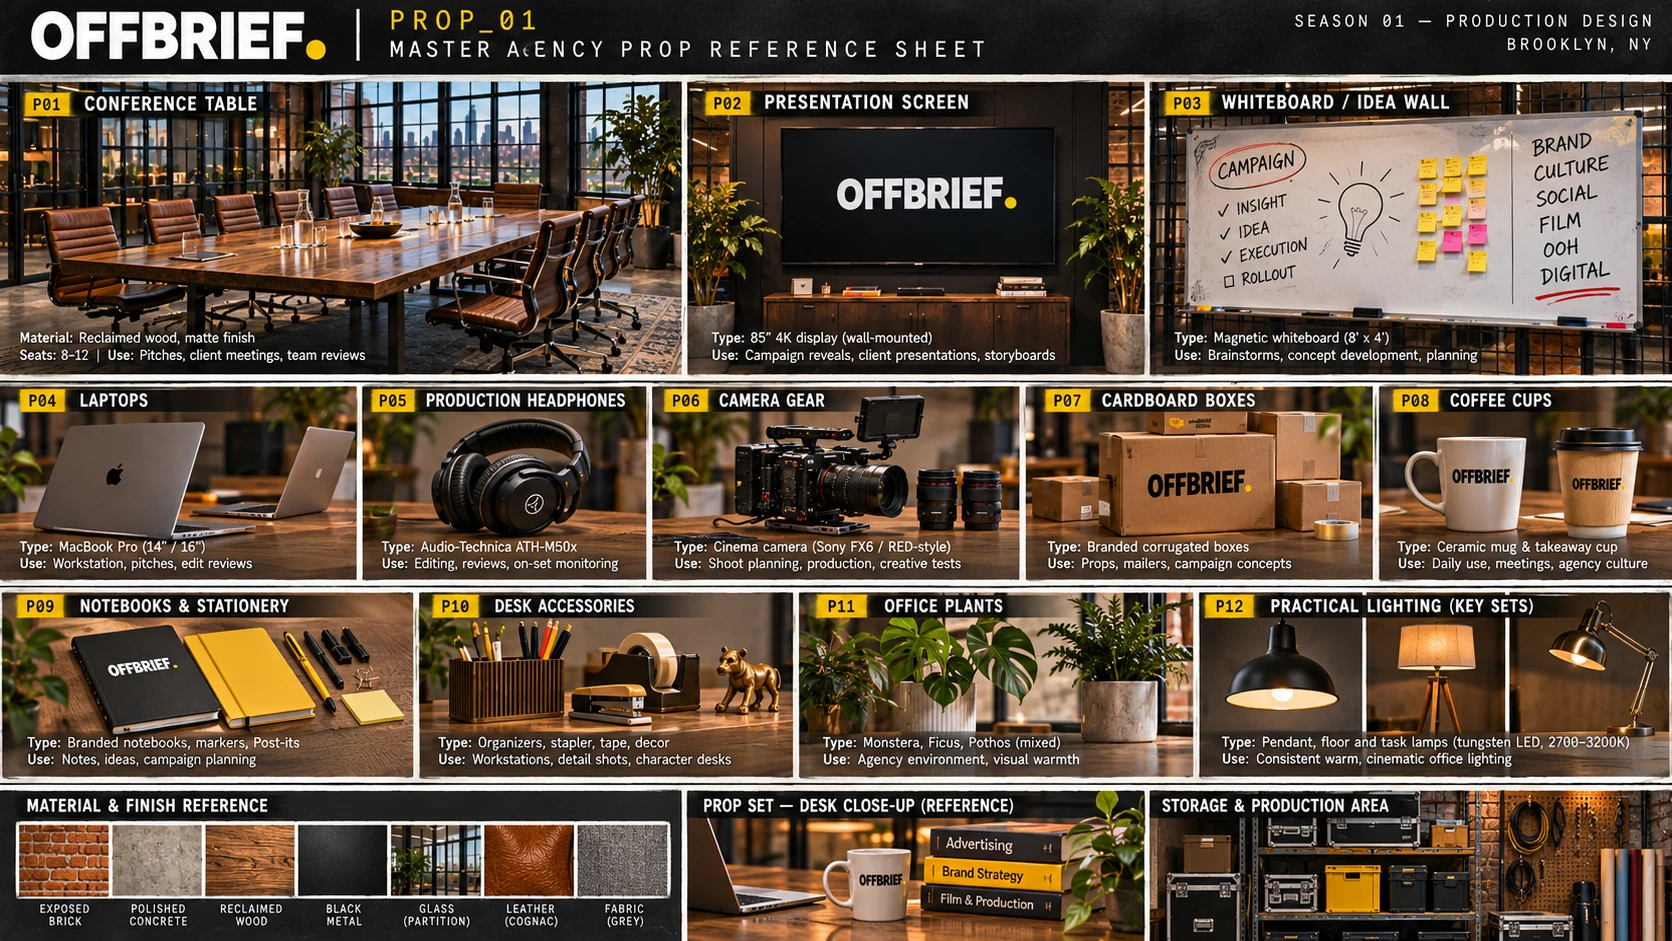 OFFBRIEF.
PROP_01
MASTER AGENCY PROP REFERENCE SHEET
SEASON 01 — PRODUCTION DESIGN
BROOKLYN, NY
P01 CONFERENCE TABLE
Material: Reclaimed wood, matte finish
Seats: 8-12 | Use: Pitches, client meetings, team reviews
P02 PRESENTATION SCREEN
OFFBRIEF.
Type: 85" 4K display (wall-mounted)
Use: Campaign reveals, client presentations, storyboards
P03 WHITEBOARD / IDEA WALL
CAMPAIGN
✓ INSIGHT
✓ IDEA
✓ EXECUTION
☐ ROLLOUT
BRAND
CULTURE
SOCIAL
FILM
OOH
DIGITAL
Type: Magnetic whiteboard (8' x 4')
Use: Brainstorms, concept development, planning
P04 LAPTOPS
Type: MacBook Pro (14" / 16")
Use: Workstation, pitches, edit reviews
P05 PRODUCTION HEADPHONES
Type: Audio-Technica ATH-M50x
Use: Editing, reviews, on-set monitoring
P06 CAMERA GEAR
Type: Cinema camera (Sony FX6 / RED-style)
Use: Shoot planning, production, creative tests
P07 CARDBOARD BOXES
OFFBRIEF.
Type: Branded corrugated boxes
Use: Props, mailers, campaign concepts
P08 COFFEE CUPS
OFFBRIEF.
OFFBRIEF.
Type: Ceramic mug & takeaway cup
Use: Daily use, meetings, agency culture
P09 NOTEBOOKS & STATIONERY
OFFBRIEF.
Type: Branded notebooks, markers, Post-its
Use: Notes, ideas, campaign planning
P10 DESK ACCESSORIES
Type: Organizers, stapler, tape, decor
Use: Workstations, detail shots, character desks
P11 OFFICE PLANTS
Type: Monstera, Ficus, Pothos (mixed)
Use: Agency environment, visual warmth
P12 PRACTICAL LIGHTING (KEY SETS)
Type: Pendant, floor and task lamps (tungsten LED, 2700-3200K)
Use: Consistent warm, cinematic office lighting
MATERIAL & FINISH REFERENCE
EXPOSED BRICK
POLISHED CONCRETE
RECLAIMED WOOD
BLACK METAL
GLASS (PARTITION)
LEATHER (COGNAC)
FABRIC (GREY)
PROP SET — DESK CLOSE-UP (REFERENCE)
OFFBRIEF.
Advertising
Brand Strategy
Film & Production
STORAGE & PRODUCTION AREA